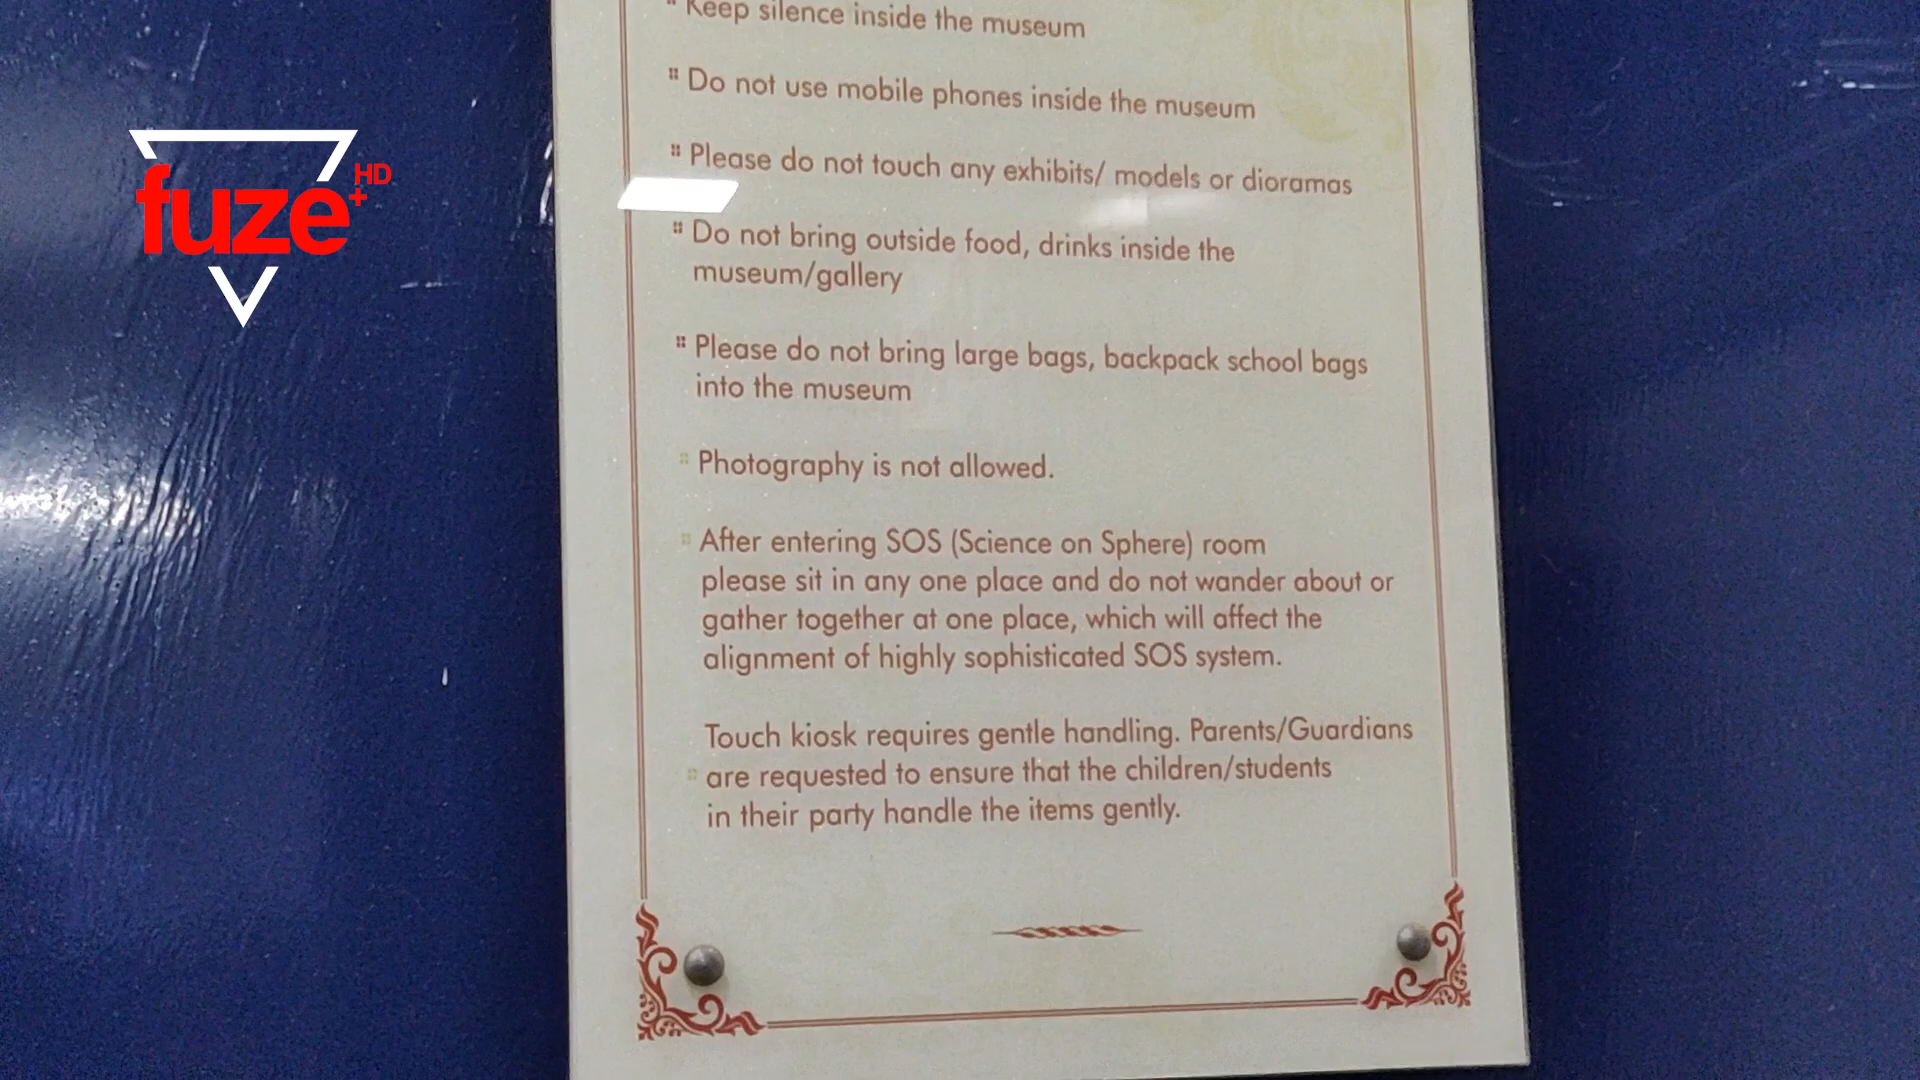 Keep silence inside the museum
Do not use mobile phones inside the museum
Please do not touch any exhibits/ models or dioramas
Do not bring outside food, drinks inside the
museum/gallery
Please do not bring large bags, backpack school bags
into the museum
Photography is not allowed.
After entering SOS (Science on Sphere) room
please sit in any one place and do not wander about or
gather together at one place, which will affect the
alignment of highly sophisticated SOS system.
Touch kiosk requires gentle handling. Parents/Guardians
are requested to ensure that the children/students
in their party handle the items gently.
fuze+ HD